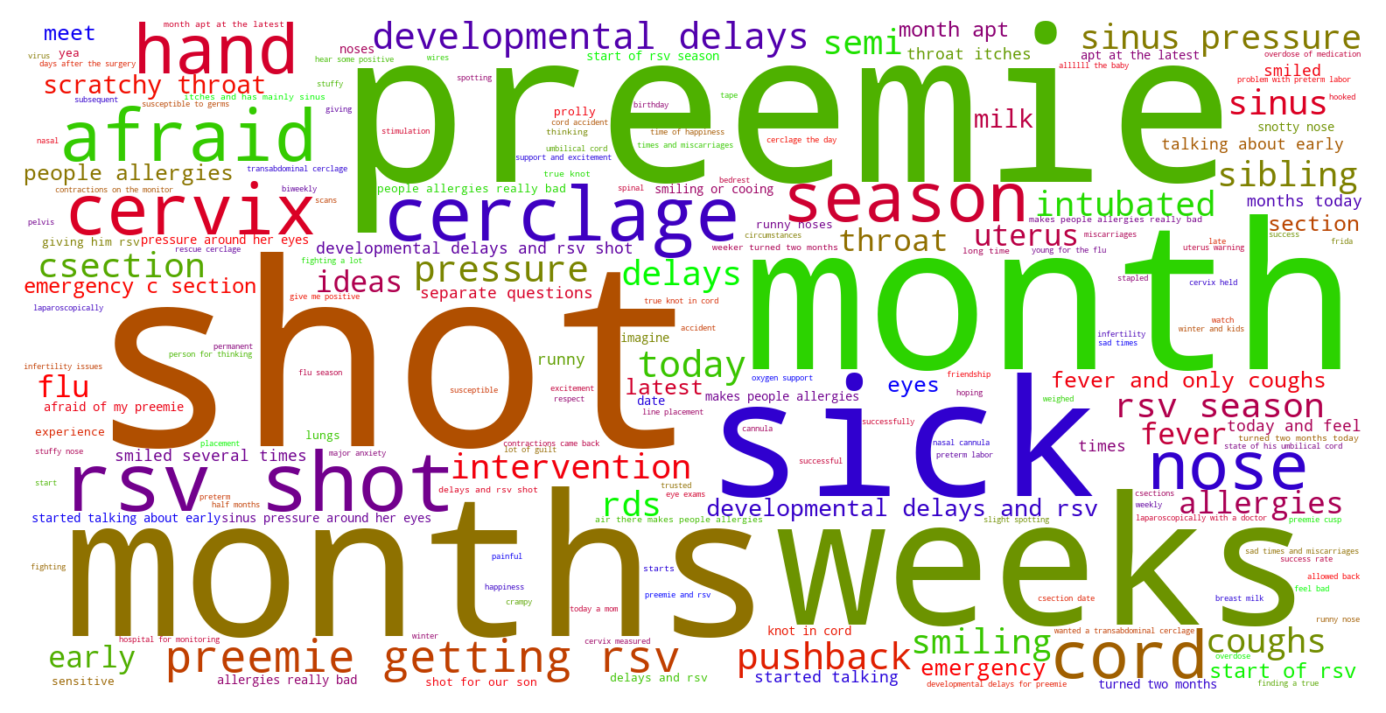 month apt at the latest
meet
hand
developmental delays
semi
month apt
sinus pressure
virus
yea
noses
hear some positive
wires
start of rsv season
throat itches
apt at the latest
overdose of medication
days after the surgery
stuffy
spotting
allllll the baby
smiled
problem with preterm labor
scratchy throat
itches and has mainly sinus
preemie
subsequent
susceptible to germs
giving
tape
birthday
prolly
cord accident
milk
sinus
hooked
afraid
stimulation
thinking
time of happiness
cerclage the day
snotty nose
nasal
umbilical cord
times and miscarriages
talking about early
people allergies
transabdominal cerclage
support and excitement
true knot
bedrest
sibling
contractions on the monitor
biweekly
people allergies really bad
spinal
smiling or cooing
season
intubated
months today
cervix
scans
cerclage
runny noses
makes people allergies really bad
section
pelvis
giving him rsv
pressure around her eyes
circumstances
throat
uterus
miscarriages
late
success
rescue cerclage
developmental delays and rsv shot
weeker turned two months
long time
young for the flu
uterus warning
frida
csection
fighting a lot
pressure
delays
month
stapled
cervix held
emergency c section
ideas
separate questions
give me positive
true knot in cord
laparoscopically
shot
accident
watch
winter and kids
permanent
imagine
infertility
sad times
person for thinking
runny
today
infertility issues
flu season
flu
susceptible
excitement
respect
latest
date
oxygen support
makes people allergies
friendship
eyes
hoping
fever and only coughs
weighed
afraid of my preemie
line placement
successfully
rsv season
experience
lungs
cannula
sick
fever
today and feel
placement
contractions came back
turned two months today
stuffy nose
smiled several times
major anxiety
lot of guilt
successful
nasal cannula
preterm labor
times
state of his umbilical cord
start
rsv shot
intervention
nose
preterm
half months
delays and rsv shot
trusted
eye exams
csections
weekly
allergies
started talking about early
sinus pressure around her eyes
rds
developmental delays and rsv
air there makes people allergies
slight spotting
laparoscopically with a doctor
preemie cusp
months
weeks
painful
fighting
starts
happiness
preemie and rsv
crampy
today a mom
sad times and miscarriages
success rate
allowed back
feel bad
csection date
breast milk
runny nose
hospital for monitoring
winter
cervix measured
knot in cord
wanted a transabdominal cerclage
early
preemie getting rsv
pushback
smiling
emergency
cord
coughs
sensitive
allergies really bad
shot for our son
delays and rsv
started talking
developmental delays for preemie
turned two months
overdose
start of rsv
finding a true